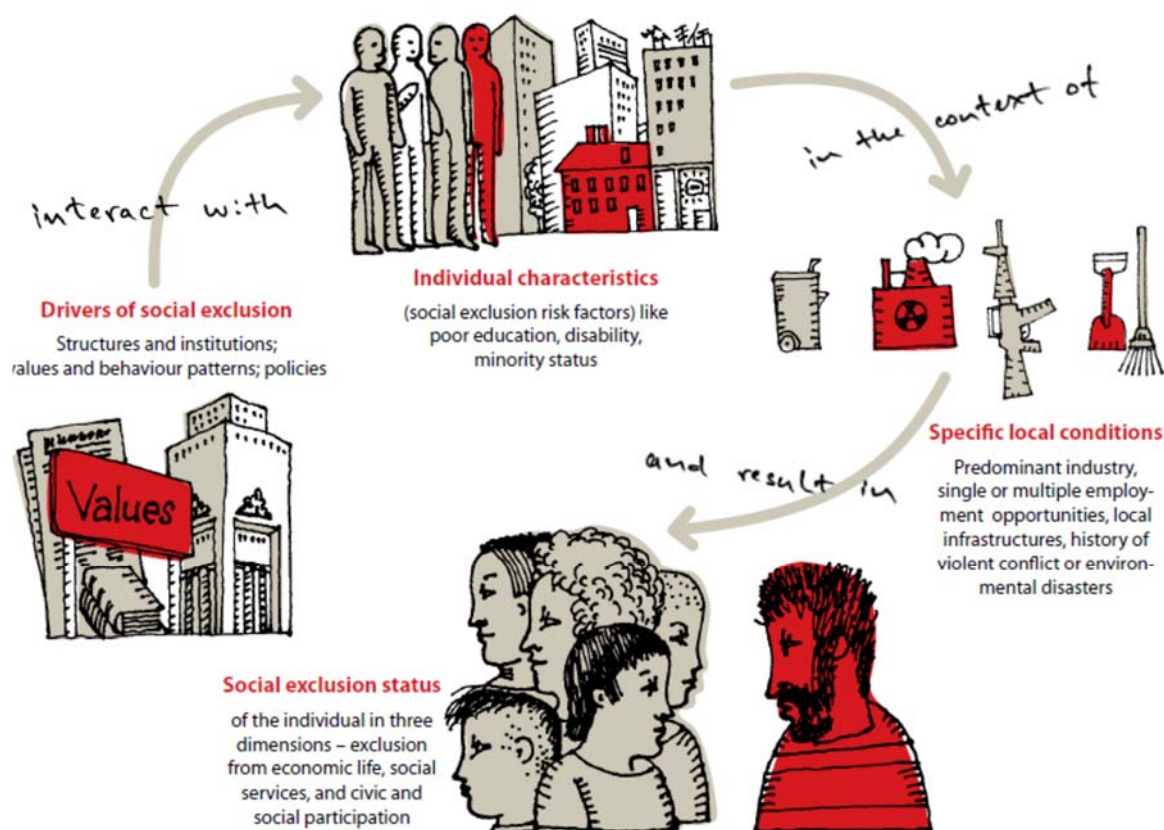 in the context of
interact with
Individual characteristics
(social exclusion risk factors) like
poor education, disability,
minority status
Drivers of social exclusion
Structures and institutions;
values and behaviour patterns; policies
Values
and result in
Specific local conditions
Predominant industry,
single or multiple employ-
ment opportunities, local
infrastructures, history of
violent conflict or environ-
mental disasters
Social exclusion status
of the individual in three
dimensions – exclusion
from economic life, social
services, and civic and
social participation